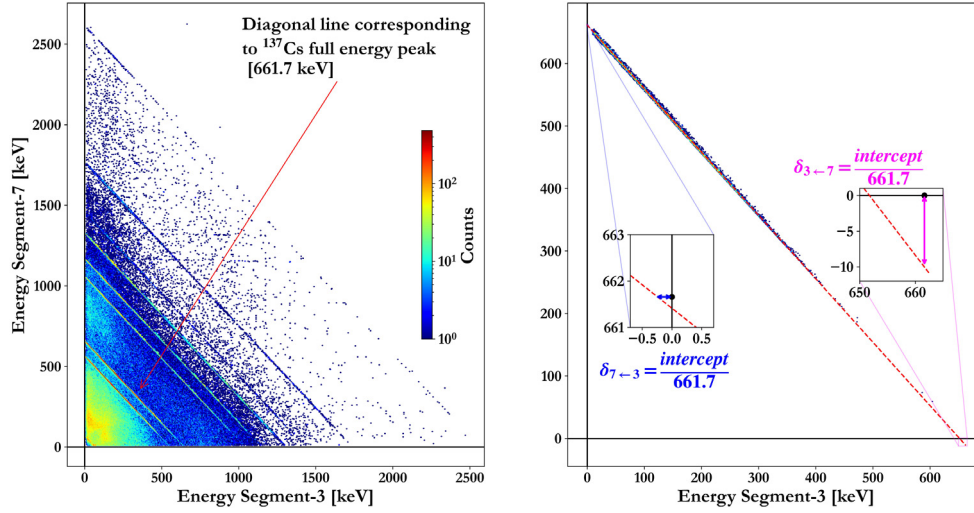 Diagonal line corresponding
to ¹³⁷Cs full energy peak
[661.7 keV]
Energy Segment-7 [keV]
2500
2000
1500
1000
500
0
Counts
10²
10¹
10⁰
0 500 1000 1500 2000 2500
Energy Segment-3 [keV]
600
500
400
300
200
100
0
δ₃←₇ = intercept
661.7
0
−5
−10
650 660
663
662
661
−0.5 0.0 0.5
δ₇←₃ = intercept
661.7
0 100 200 300 400 500 600
Energy Segment-3 [keV]